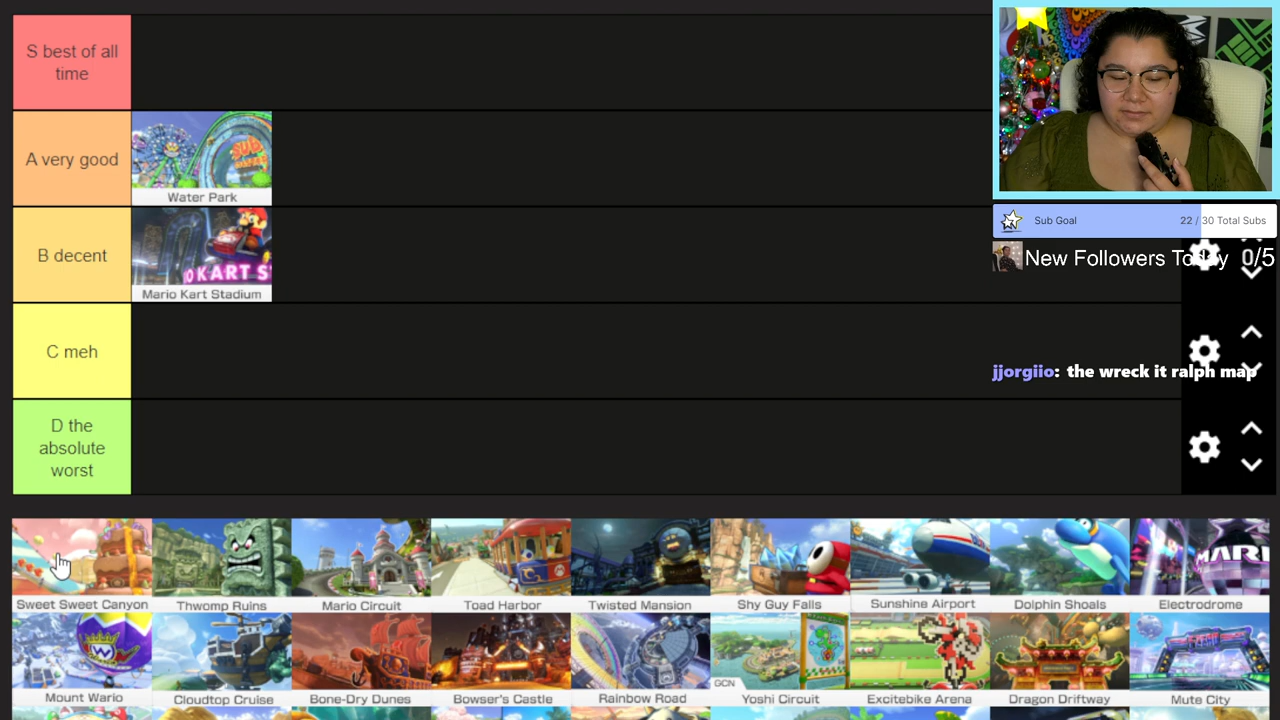 S best of all
time
A very good
Water Park
B decent
Mario Kart Stadium
C meh
D the
absolute
worst
Sub Goal
22 / 30 Total Subs
New Followers Today 0/5
jjorgiio: the wreck it ralph map
Sweet Sweet Canyon
Thwomp Ruins
Mario Circuit
Toad Harbor
Twisted Mansion
Shy Guy Falls
Sunshine Airport
Dolphin Shoals
Electrodrome
Mount Wario
Cloudtop Cruise
Bone-Dry Dunes
Bowser's Castle
Rainbow Road
GCN
Yoshi Circuit
Excitebike Arena
Dragon Driftway
Mute City